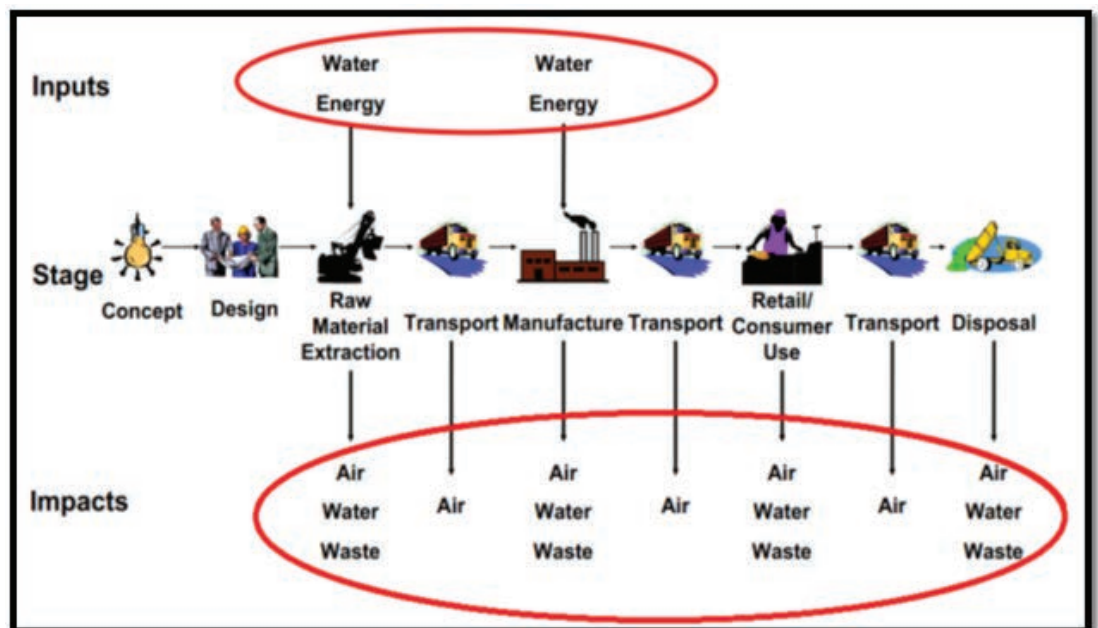 Inputs
Water
Energy
Water
Energy
Stage
Concept
Design
Raw
Material
Extraction
Transport
Manufacture
Transport
Retail/
Consumer
Use
Transport
Disposal
Impacts
Air
Water
Waste
Air
Air
Water
Waste
Air
Air
Water
Waste
Air
Air
Water
Waste